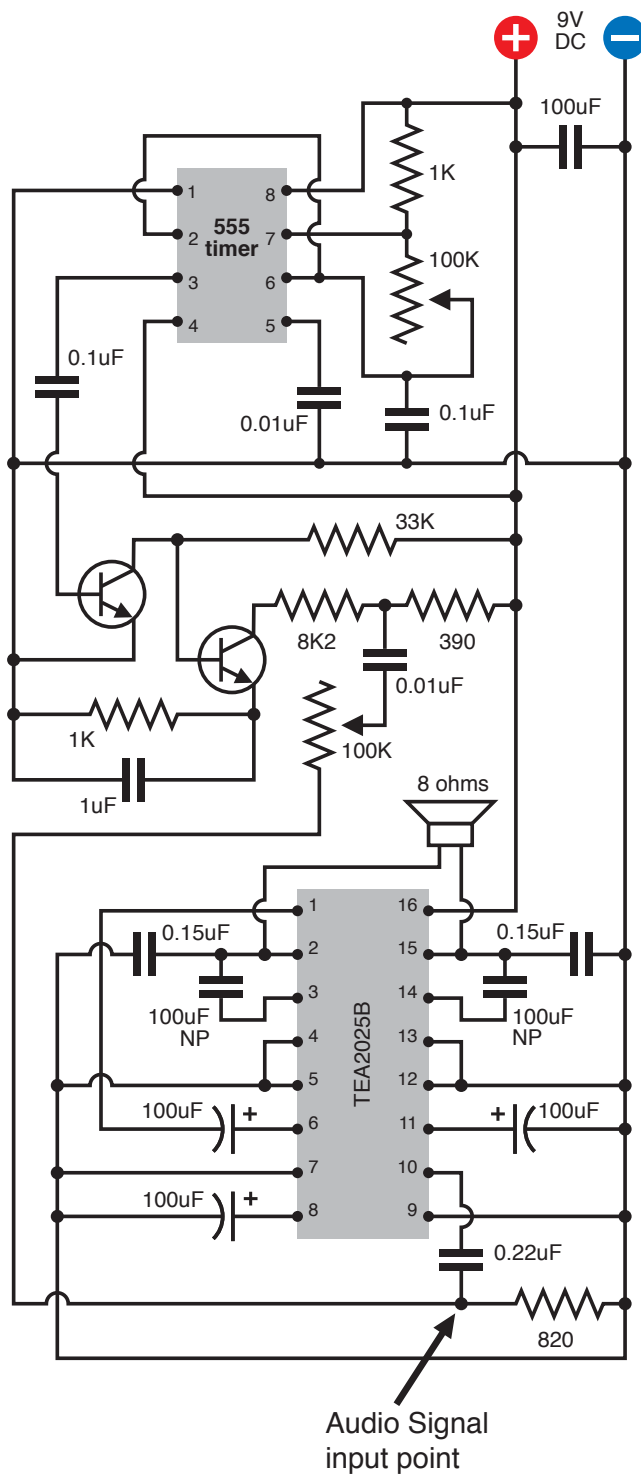 9V
DC
100uF
1K
1
8
555
timer
2
7
100K
3
6
4
5
0.1uF
0.01uF
0.1uF
33K
8K2
390
0.01uF
1K
100K
1uF
8 ohms
1
16
0.15uF
0.15uF
2
15
3
14
100uF
NP
100uF
NP
4
13
TEA2025B
5
12
100uF
+
6
11
+
100uF
7
10
100uF
+
8
9
0.22uF
820
Audio Signal
input point